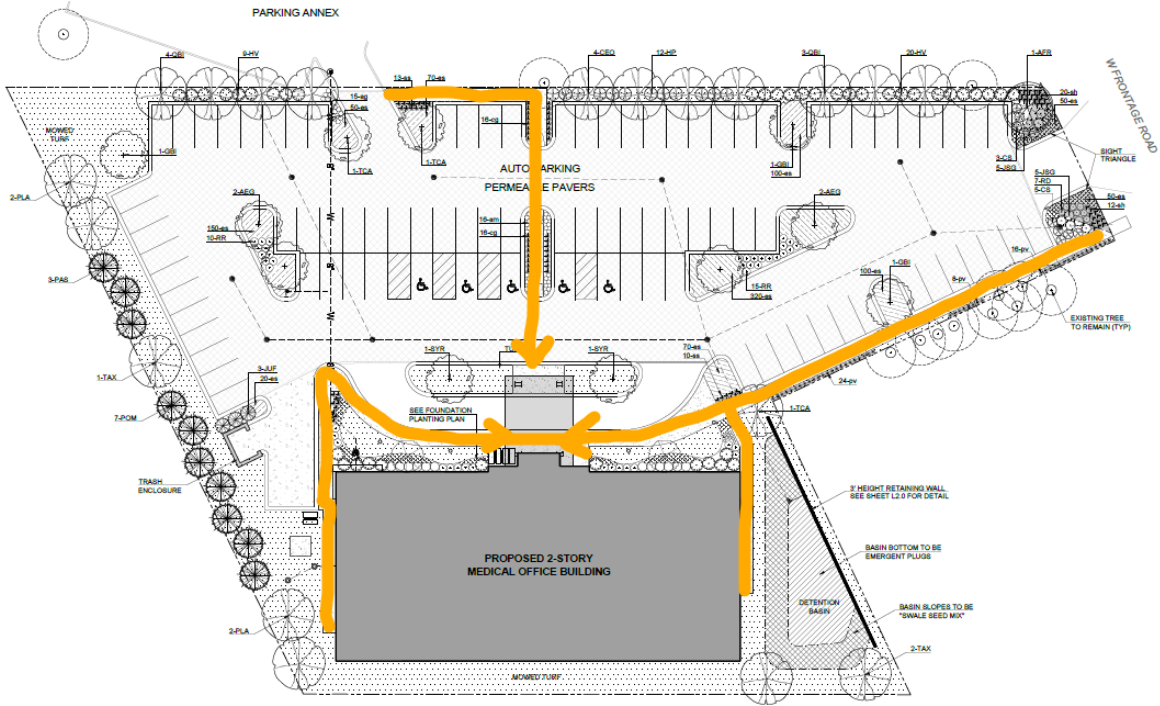 PARKING ANNEX
4-QBI
9-HV
13-ss
70-es
4-CEO
12-HP
3-QBI
20-HV
1-AFR
W FRONTAGE ROAD
15-sg
50-es
16-cg
20-sh
50-es
MOWED
TURF
1-GBI
1-TCA
1-TCA
AUTO PARKING
PERMEABLE PAVERS
1-GBI
100-es
3-CS
5-JSG
SIGHT
TRIANGLE
2-PLA
2-AEG
2-AEG
5-JSG
7-RD
5-CS
50-es
12-sh
150-es
10-RR
16-am
16-cg
16-pv
3-PAS
15-RR
320-es
100-es
1-GBI
8-pv
EXISTING TREE
TO REMAIN (TYP)
1-SYR
1-SYR
70-es
10-ss
1-TAX
3-JUF
20-es
24-pv
7-POM
SEE FOUNDATION
PLANTING PLAN
1-TCA
TRASH
ENCLOSURE
3' HEIGHT RETAINING WALL
SEE SHEET L2.0 FOR DETAIL
PROPOSED 2-STORY
MEDICAL OFFICE BUILDING
BASIN BOTTOM TO BE
EMERGENT PLUGS
DETENTION
BASIN
BASIN SLOPES TO BE
"SWALE SEED MIX"
2-PLA
2-TAX
MOWED TURF